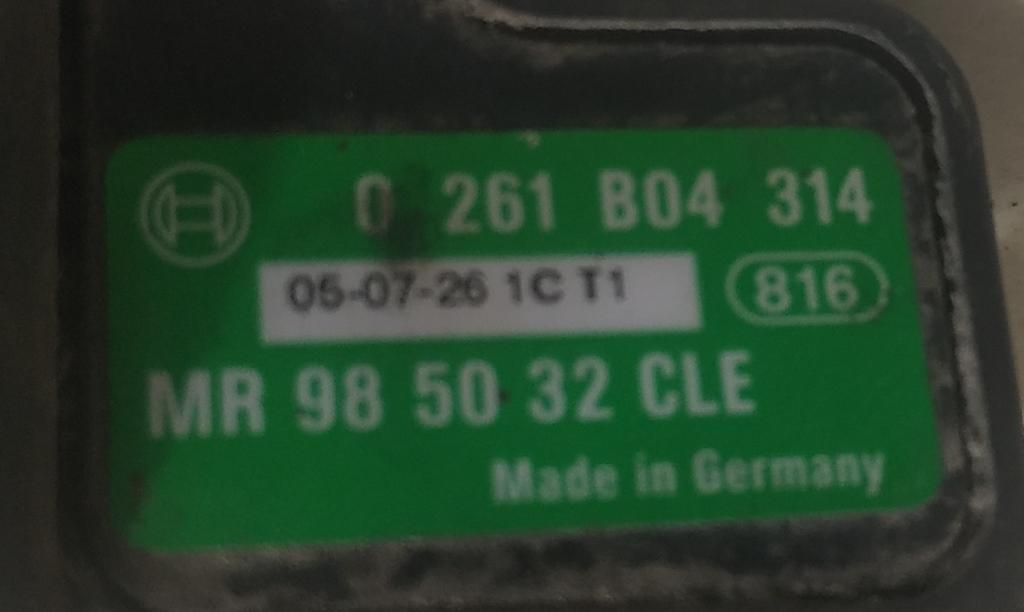 0 261 B04 314
05-07-26 1C T1
816
MR 98 50 32 CLE
Made in Germany